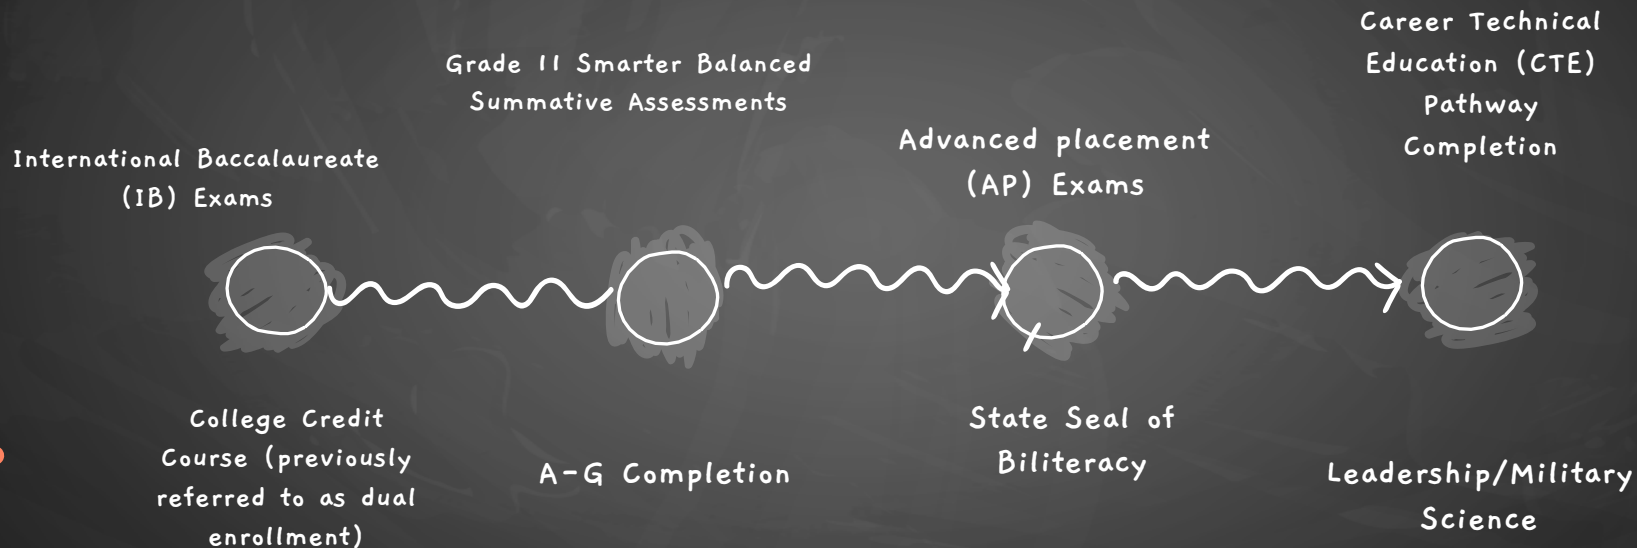 International Baccalaureate
(IB) Exams
Grade 11 Smarter Balanced
Summative Assessments
Advanced placement
(AP) Exams
Career Technical
Education (CTE)
Pathway
Completion
College Credit
Course (previously
referred to as dual
enrollment)
A-G Completion
State Seal of
Biliteracy
Leadership/Military
Science